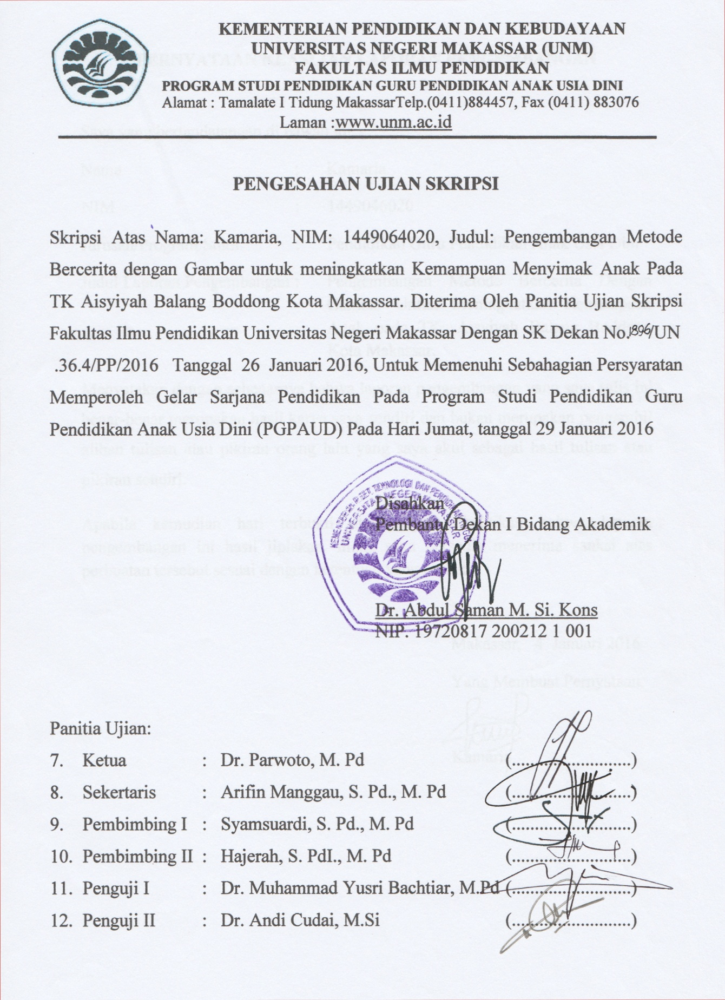 KEMENTERIAN PENDIDIKAN DAN KEBUDAYAAN
UNIVERSITAS NEGERI MAKASSAR (UNM)
FAKULTAS ILMU PENDIDIKAN
PROGRAM STUDI PENDIDIKAN GURU PENDIDIKAN ANAK USIA DINI
Alamat : Tamalate I Tidung MakassarTelp.(0411)884457, Fax (0411) 883076
Laman :www.unm.ac.id
PENGESAHAN UJIAN SKRIPSI
Skripsi Atas Nama: Kamaria, NIM: 1449064020, Judul: Pengembangan Metode
Bercerita dengan Gambar untuk meningkatkan Kemampuan Menyimak Anak Pada
TK Aisyiyah Balang Boddong Kota Makassar. Diterima Oleh Panitia Ujian Skripsi
Fakultas Ilmu Pendidikan Universitas Negeri Makassar Dengan SK Dekan No.1896/UN
.36.4/PP/2016 Tanggal 26 Januari 2016, Untuk Memenuhi Sebahagian Persyaratan
Memperoleh Gelar Sarjana Pendidikan Pada Program Studi Pendidikan Guru
Pendidikan Anak Usia Dini (PGPAUD) Pada Hari Jumat, tanggal 29 Januari 2016
UNIVERSITAS NEGERI MAKASSAR
Disahkan
Pembantu Dekan I Bidang Akademik
Dr. Abdul Saman M. Si. Kons
NIP. 19720817 200212 1 001
Panitia Ujian:
7. Ketua : Dr. Parwoto, M. Pd (..............................)
8. Sekertaris : Arifin Manggau, S. Pd., M. Pd (..............................)
9. Pembimbing I : Syamsuardi, S. Pd., M. Pd (..............................)
10. Pembimbing II : Hajerah, S. PdI., M. Pd (..............................)
11. Penguji I : Dr. Muhammad Yusri Bachtiar, M.Pd (..............................)
12. Penguji II : Dr. Andi Cudai, M.Si (..............................)